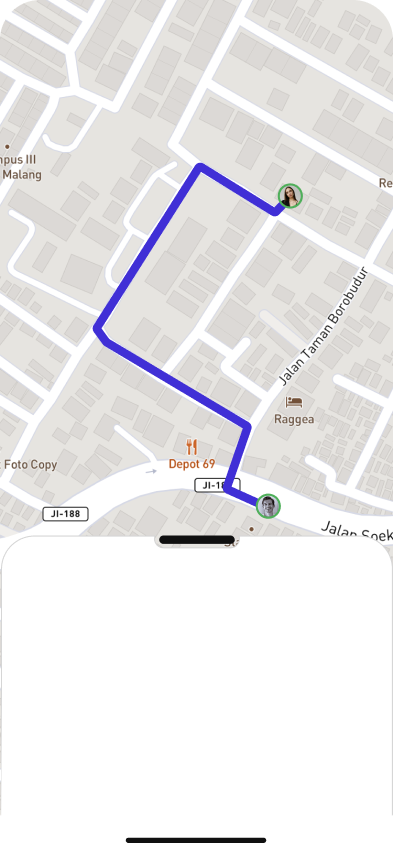 mpus III
Malang
Re
Jalan Taman Borobudur
Raggea
Depot 69
Foto Copy
JI-18
JI-188
Jalan Soek